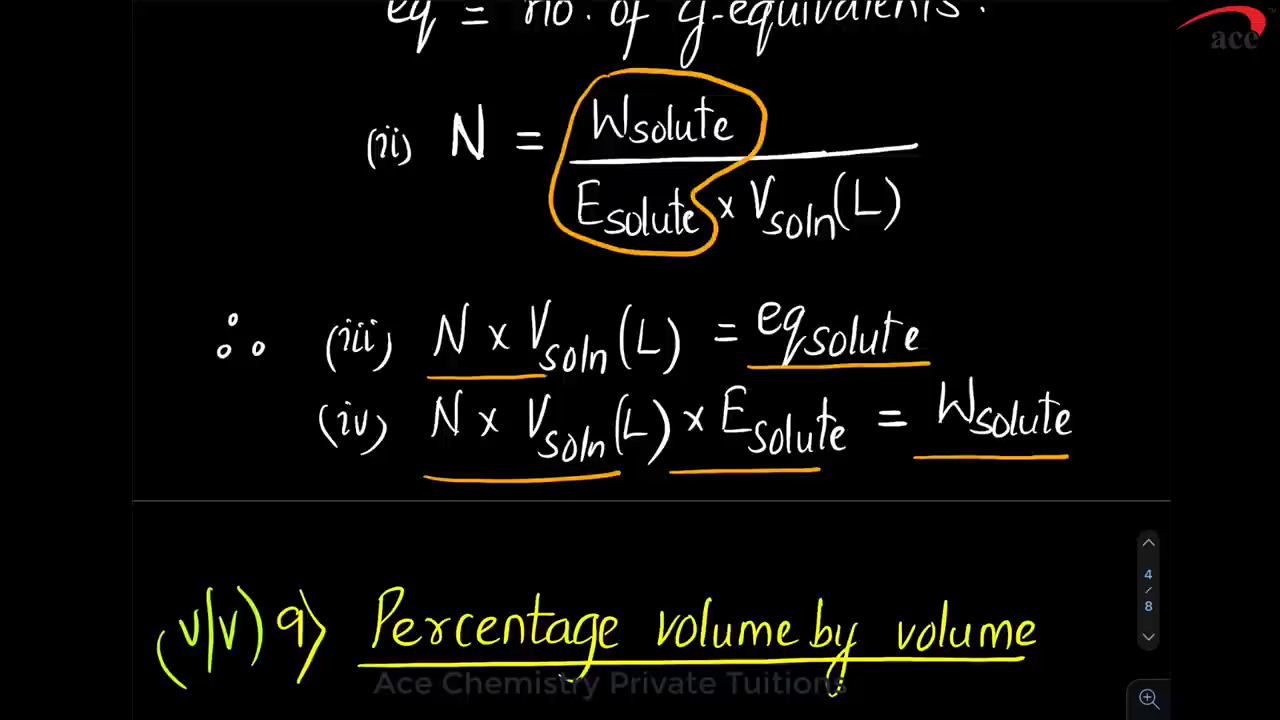 eq = no. of g-equivalents.
ace
(ii) N = Wsolute / Esolute × Vsoln(L)
∴ (iii) N × Vsoln(L) = eqsolute
(iv) N × Vsoln(L) × Esolute = Wsolute
4
/
8
(v/v) 9> Percentage volume by volume
Ace Chemistry Private Tuitions